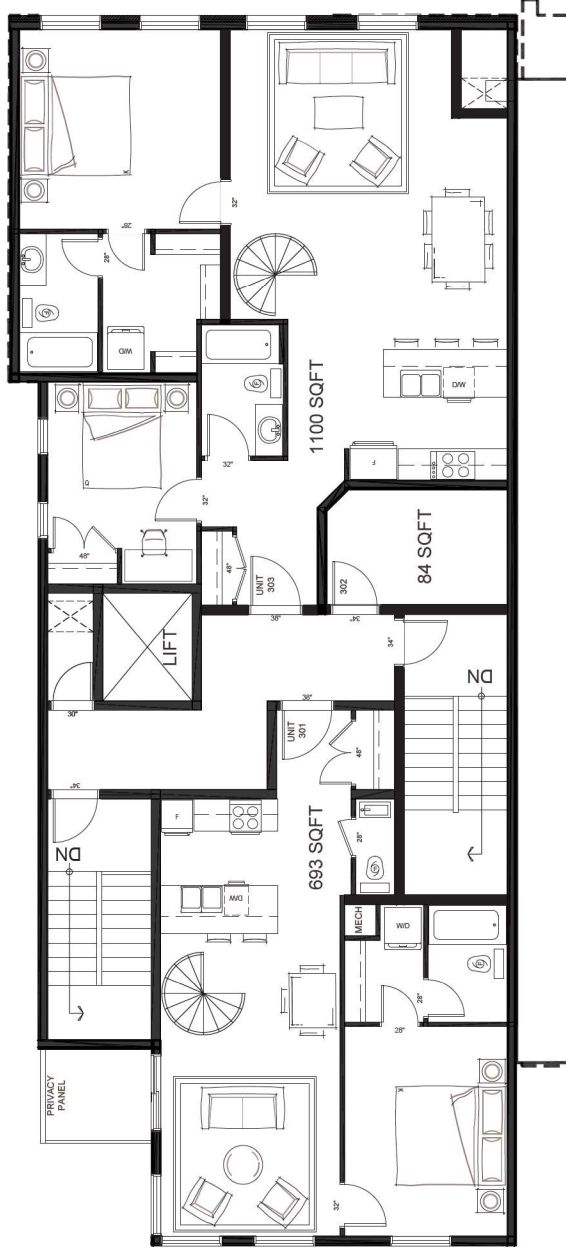 K
32"
26"
28"
W/D
F
1100 SQFT
D/W
F
F
32"
Q
32"
48"
48"
UNIT
303
302
84 SQFT
LIFT
38"
34"
34"
DN
30"
36"
UNIT
301
48"
34"
F
693 SQFT
28"
F
DN
D/W
MECH
W/D
F
28"
28"
PRIVACY
PANEL
K
32"